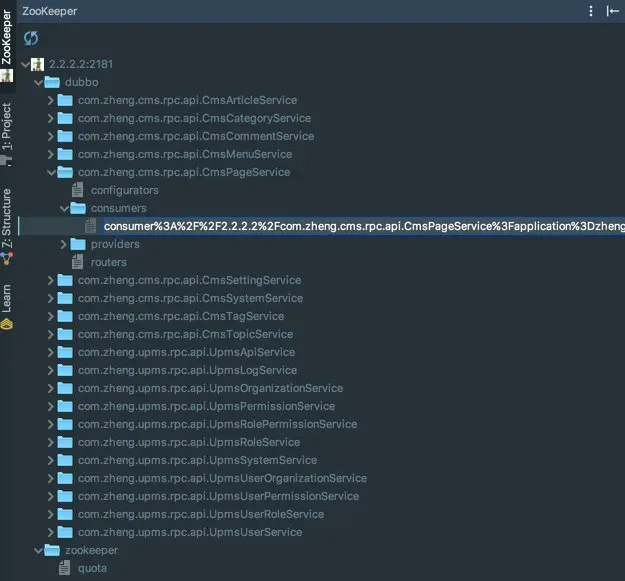 ZooKeeper
ZooKeeper
1: Project
7: Structure
Learn
2.2.2.2:2181
dubbo
com.zheng.cms.rpc.api.CmsArticleService
com.zheng.cms.rpc.api.CmsCategoryService
com.zheng.cms.rpc.api.CmsCommentService
com.zheng.cms.rpc.api.CmsMenuService
com.zheng.cms.rpc.api.CmsPageService
configurators
consumers
consumer%3A%2F%2F2.2.2.2%2Fcom.zheng.cms.rpc.api.CmsPageService%3Fapplication%3Dzheng
providers
routers
com.zheng.cms.rpc.api.CmsSettingService
com.zheng.cms.rpc.api.CmsSystemService
com.zheng.cms.rpc.api.CmsTagService
com.zheng.cms.rpc.api.CmsTopicService
com.zheng.upms.rpc.api.UpmsApiService
com.zheng.upms.rpc.api.UpmsLogService
com.zheng.upms.rpc.api.UpmsOrganizationService
com.zheng.upms.rpc.api.UpmsPermissionService
com.zheng.upms.rpc.api.UpmsRolePermissionService
com.zheng.upms.rpc.api.UpmsRoleService
com.zheng.upms.rpc.api.UpmsSystemService
com.zheng.upms.rpc.api.UpmsUserOrganizationService
com.zheng.upms.rpc.api.UpmsUserPermissionService
com.zheng.upms.rpc.api.UpmsUserRoleService
com.zheng.upms.rpc.api.UpmsUserService
zookeeper
quota